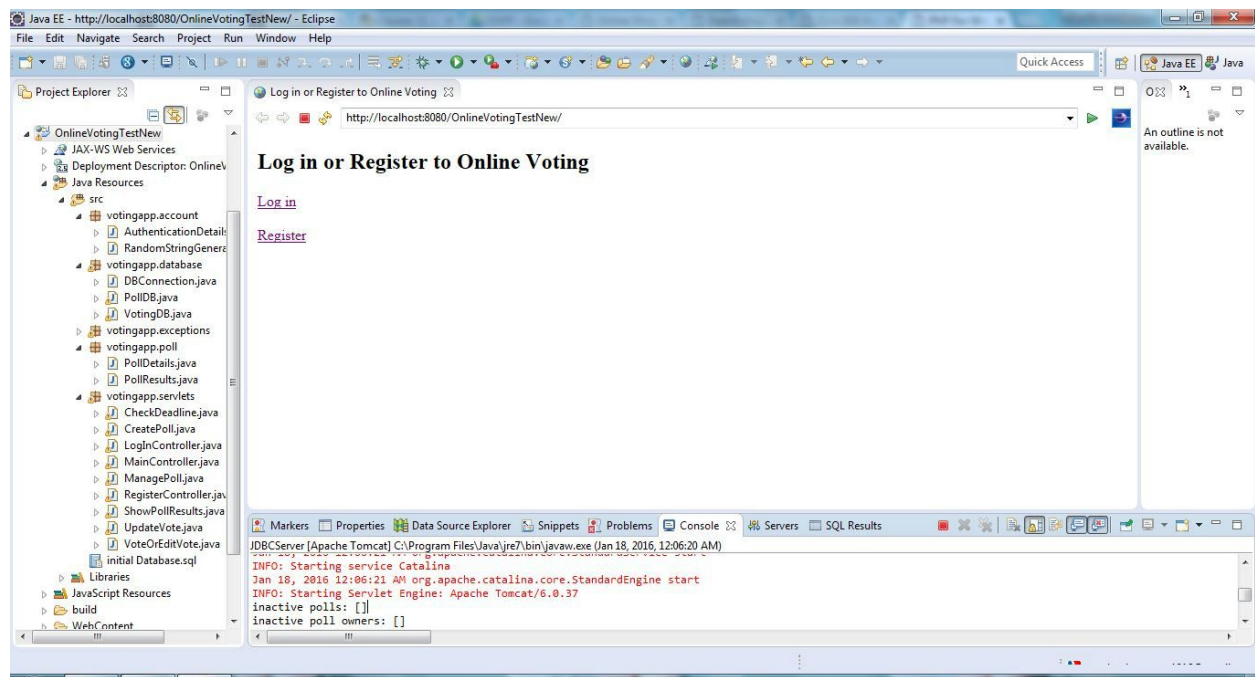 Java EE - http://localhost:8080/OnlineVotingTestNew/ - Eclipse
File Edit Navigate Search Project Run Window Help
Quick Access
Java EE
Java
Project Explorer
OnlineVotingTestNew
JAX-WS Web Services
Deployment Descriptor: OnlineV
Java Resources
src
votingapp.account
AuthenticationDetail
RandomStringGenera
votingapp.database
DBConnection.java
PollDB.java
VotingDB.java
votingapp.exceptions
votingapp.poll
PollDetails.java
PollResults.java
votingapp.servlets
CheckDeadline.java
CreatePoll.java
LogInController.java
MainController.java
ManagePoll.java
RegisterController.jav
ShowPollResults.java
UpdateVote.java
VoteOrEditVote.java
initial Database.sql
Libraries
JavaScript Resources
build
WebContent
Log in or Register to Online Voting
http://localhost:8080/OnlineVotingTestNew/
Log in or Register to Online Voting
Log in
Register
An outline is not
available.
Markers Properties Data Source Explorer Snippets Problems Console Servers SQL Results
JDBCServer [Apache Tomcat] C:\Program Files\Java\jre7\bin\javaw.exe (Jan 18, 2016, 12:06:20 AM)
INFO: Starting service Catalina
Jan 18, 2016 12:06:21 AM org.apache.catalina.core.StandardEngine start
INFO: Starting Servlet Engine: Apache Tomcat/6.0.37
inactive polls: []
inactive poll owners: []